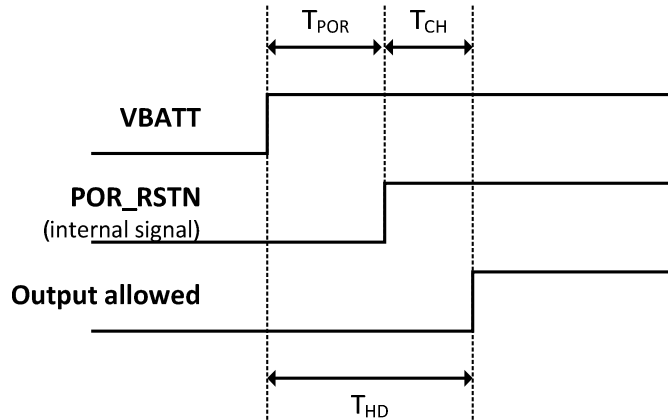 TPOR TCH
VBATT
POR_RSTN
(internal signal)
Output allowed
THD